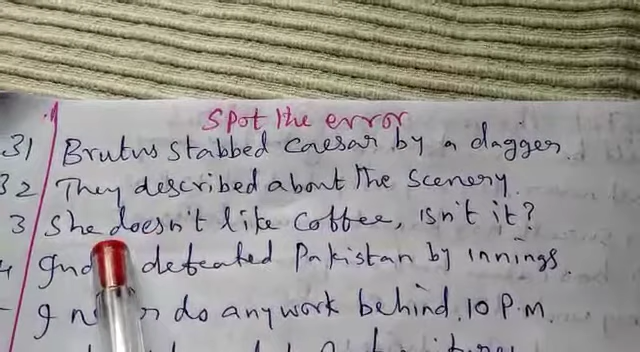 Spot the error
31 Brutus stabbed Caesar by a dagger.
32 They described about the scenery.
3 She doesn't like coffee, isn't it?
defeated Pakistan by innings.
I do any work behind 10 P.M.